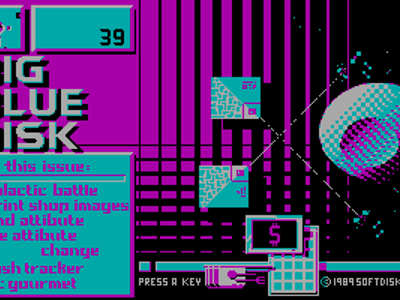 39
IG
LUE
ISK
this issue:
lactic battle
rint shop images
nd attibute
e attibute
change
sh tracker
gourmet
$
PRESS A KEY
© 1989 SOFTDISK